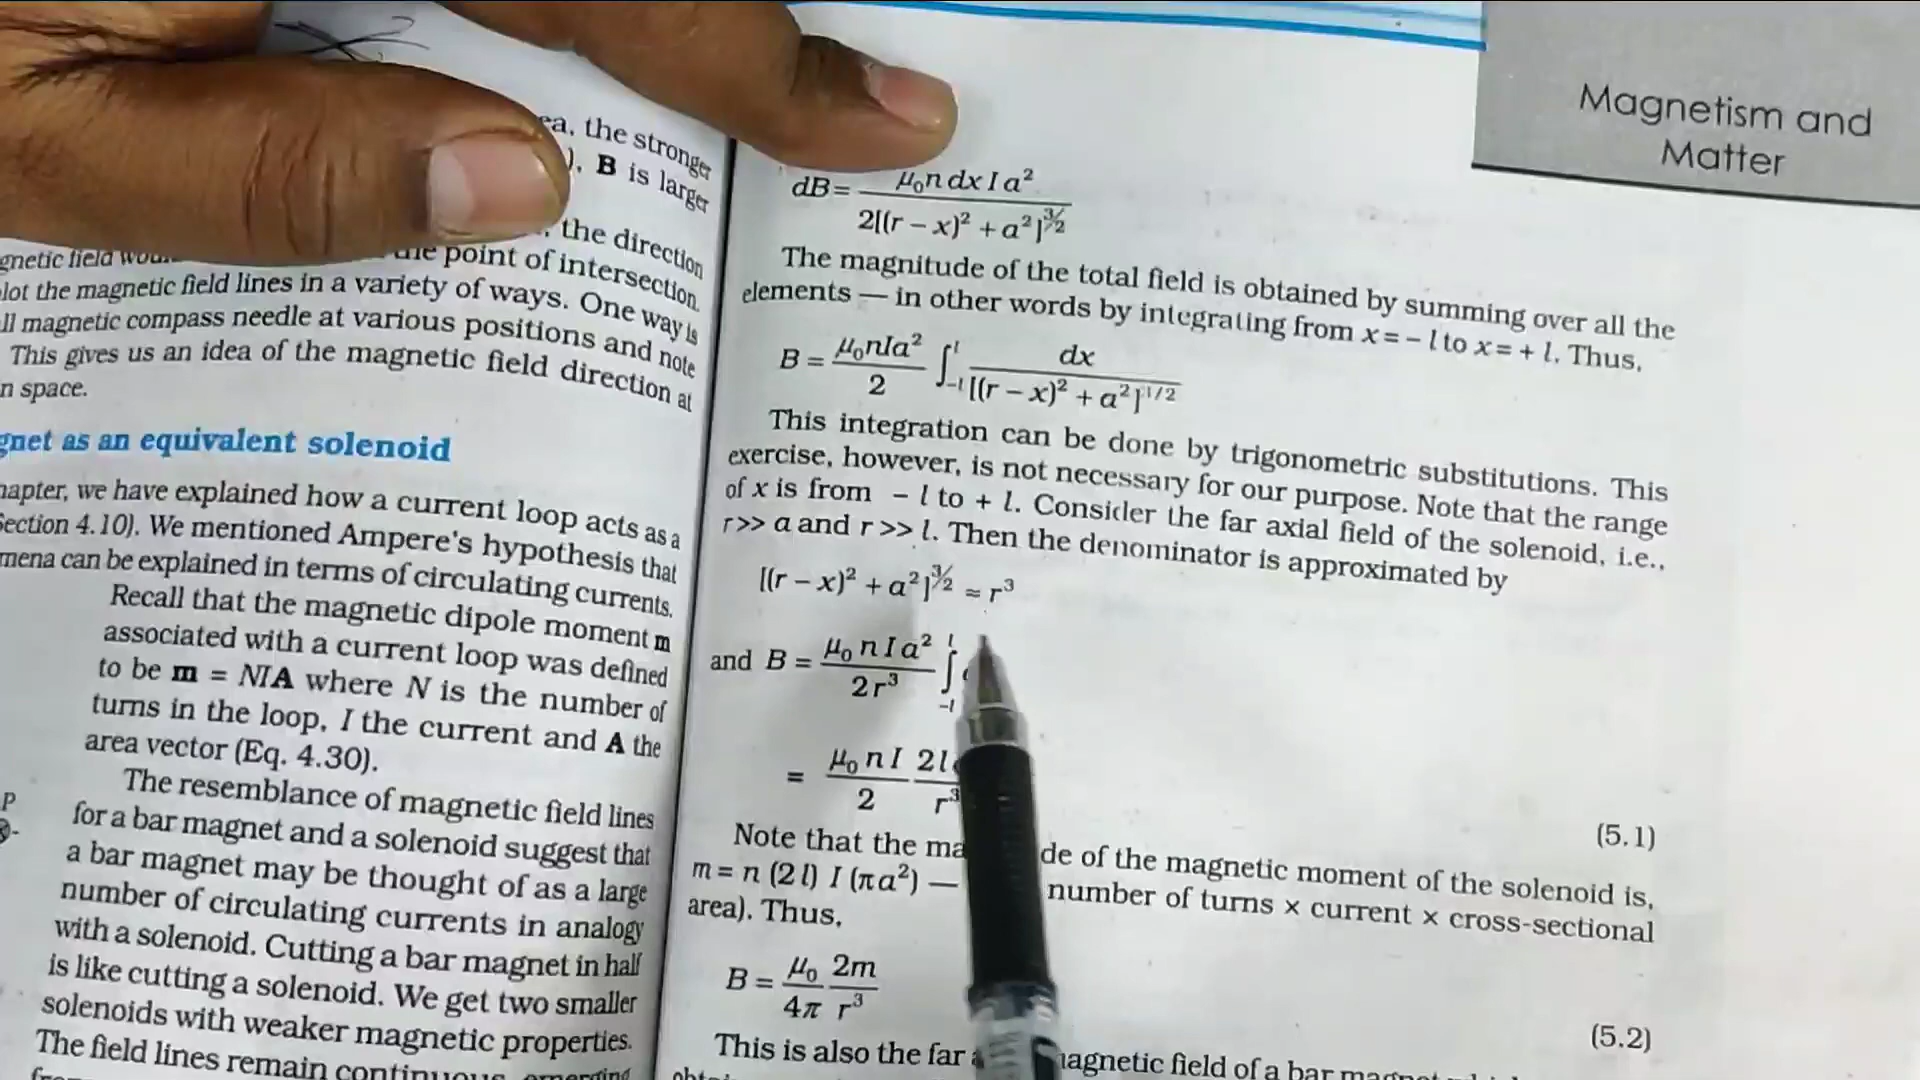 Magnetism and
Matter
the stronger
B is larger
the direction
point of intersection.
lot the magnetic field lines in a variety of ways. One way is
ll magnetic compass needle at various positions and note
This gives us an idea of the magnetic field direction at
n space.
gnet as an equivalent solenoid
hapter, we have explained how a current loop acts as a
Section 4.10). We mentioned Ampere's hypothesis that
mena can be explained in terms of circulating currents.
Recall that the magnetic dipole moment m
associated with a current loop was defined
to be m = NIA where N is the number of
turns in the loop, I the current and A the
area vector (Eq. 4.30).
The resemblance of magnetic field lines
for a bar magnet and a solenoid suggest that
a bar magnet may be thought of as a large
number of circulating currents in analogy
with a solenoid. Cutting a bar magnet in half
is like cutting a solenoid. We get two smaller
solenoids with weaker magnetic properties.
The field lines remain continuous, emerging
P
dB = μ₀n dx I a² / 2[(r – x)² + a²]^3/2
The magnitude of the total field is obtained by summing over all the
elements — in other words by integrating from x = – l to x = + l. Thus,
B = μ₀nIa² / 2 ∫₋ₗˡ dx / [(r – x)² + a²]^1/2
This integration can be done by trigonometric substitutions. This
exercise, however, is not necessary for our purpose. Note that the range
of x is from – l to + l. Consider the far axial field of the solenoid, i.e.,
r >> a and r >> l. Then the denominator is approximated by
[(r – x)² + a²]^3/2 ≈ r³
and B = μ₀ n I a² / 2r³ ∫₋ₗˡ
= μ₀ n I / 2 2l / r³
(5.1)
Note that the de of the magnetic moment of the solenoid is,
m = n (2 l) I (πa²) — number of turns × current × cross-sectional
area). Thus,
B = μ₀ / 4π 2m / r³
(5.2)
This is also the far agnetic field of a bar